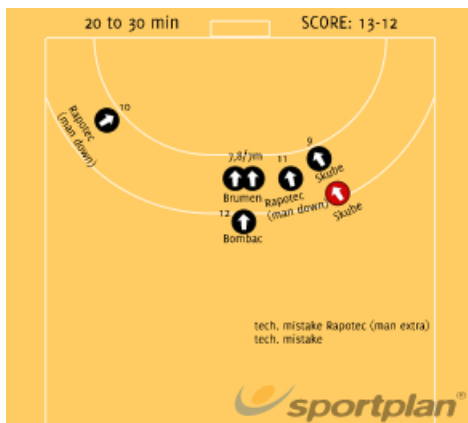 20 to 30 min
SCORE: 13-12
10
Rapotec
(man down)
9
Skube
7,8/7m
Brumen
11
Rapotec
(man down)
Skube
12
Bombac
tech. mistake Rapotec (man extra)
tech. mistake
sportplan®